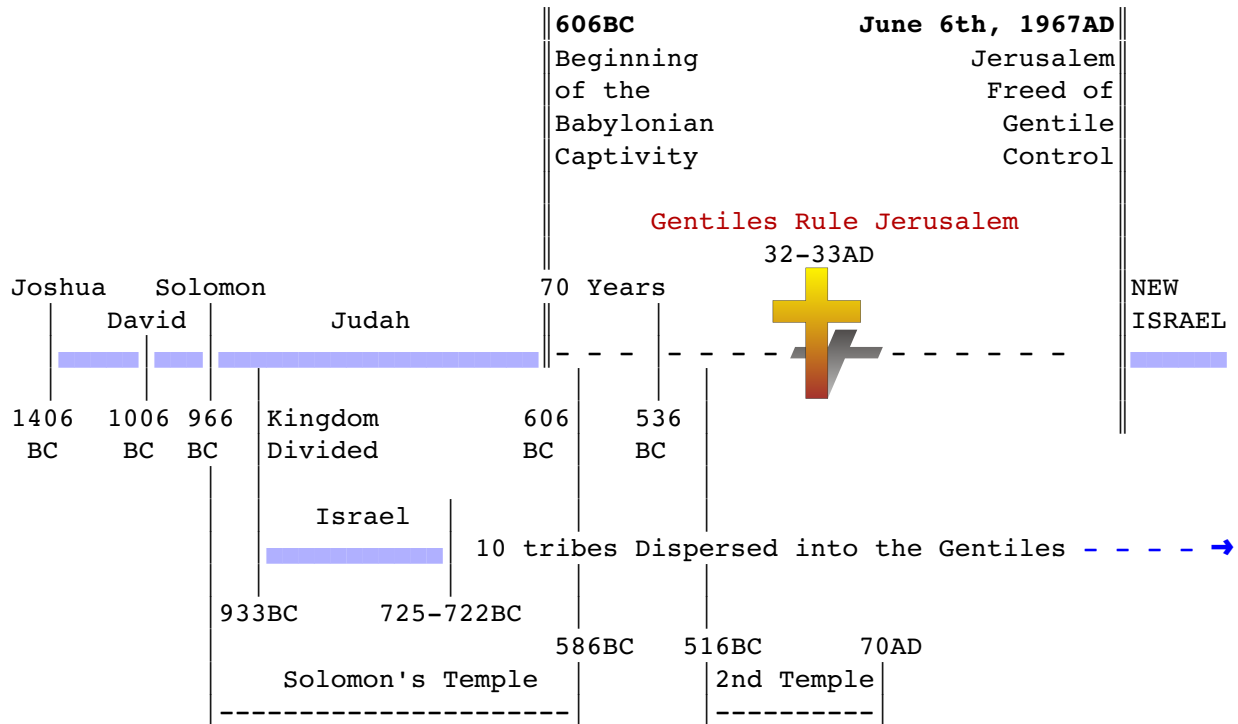 606BC June 6th, 1967AD
Beginning Jerusalem
of the Freed of
Babylonian Gentile
Captivity Control
Gentiles Rule Jerusalem
32-33AD
Joshua Solomon 70 Years NEW
David Judah ISRAEL
1406 1006 966 Kingdom 606 536
BC BC BC Divided BC BC
Israel
10 tribes Dispersed into the Gentiles
933BC 725-722BC
586BC 516BC 70AD
Solomon's Temple 2nd Temple